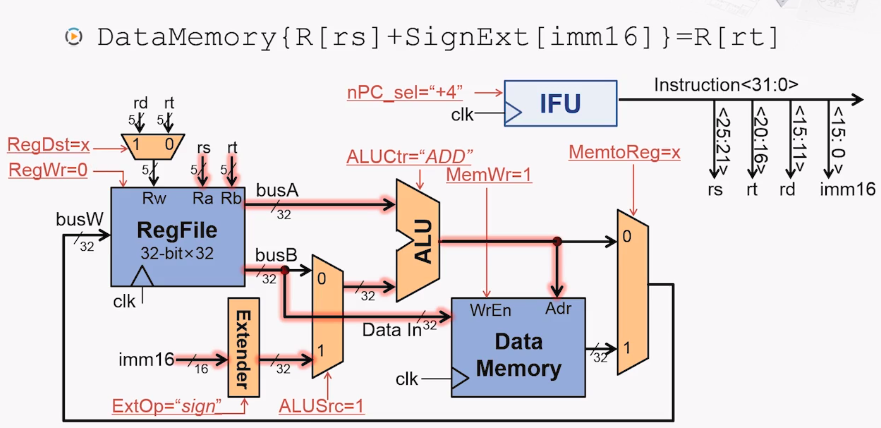 DataMemory{R[rs]+SignExt[imm16]}=R[rt]
nPC_sel="+4"
clk
IFU
Instruction<31:0>
<25:21>
<20:16>
<15:11>
<15: 0>
rs
rt
rd
imm16
rd
rt
5
5
1
0
RegDst=x
RegWr=0
5
rs
rt
5
5
Rw
Ra
Rb
busA
32
ALUCtr="ADD"
MemWr=1
MemtoReg=x
busW
32
RegFile
32-bit×32
clk
busB
32
0
1
32
ALU
0
1
Data In
32
WrEn
Adr
Data
Memory
clk
32
imm16
16
Extender
32
ExtOp="sign"
ALUSrc=1